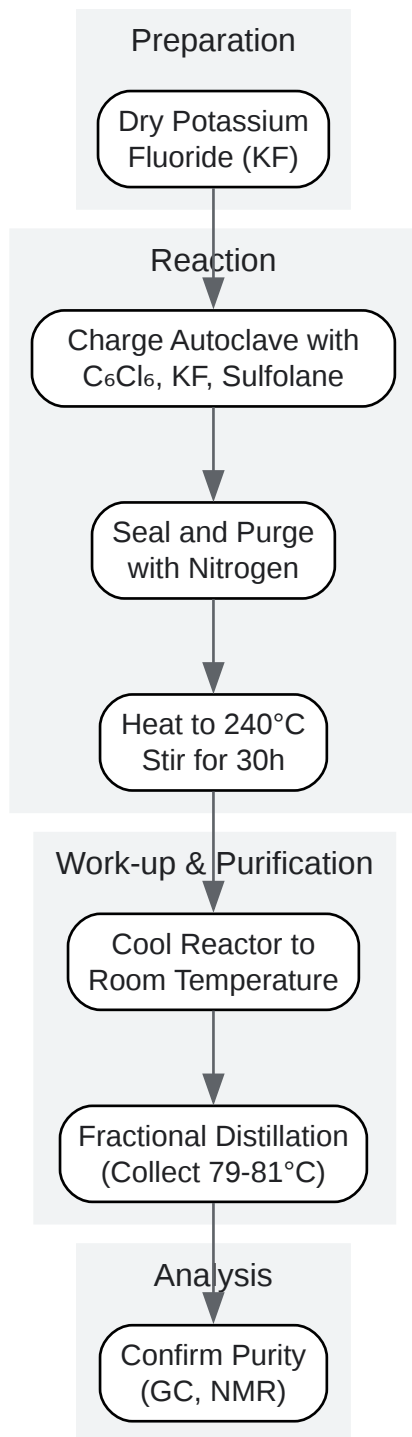 Preparation
Dry Potassium
Fluoride (KF)
Reaction
Charge Autoclave with
C₆Cl₆, KF, Sulfolane
Seal and Purge
with Nitrogen
Heat to 240°C
Stir for 30h
Work-up & Purification
Cool Reactor to
Room Temperature
Fractional Distillation
(Collect 79-81°C)
Analysis
Confirm Purity
(GC, NMR)